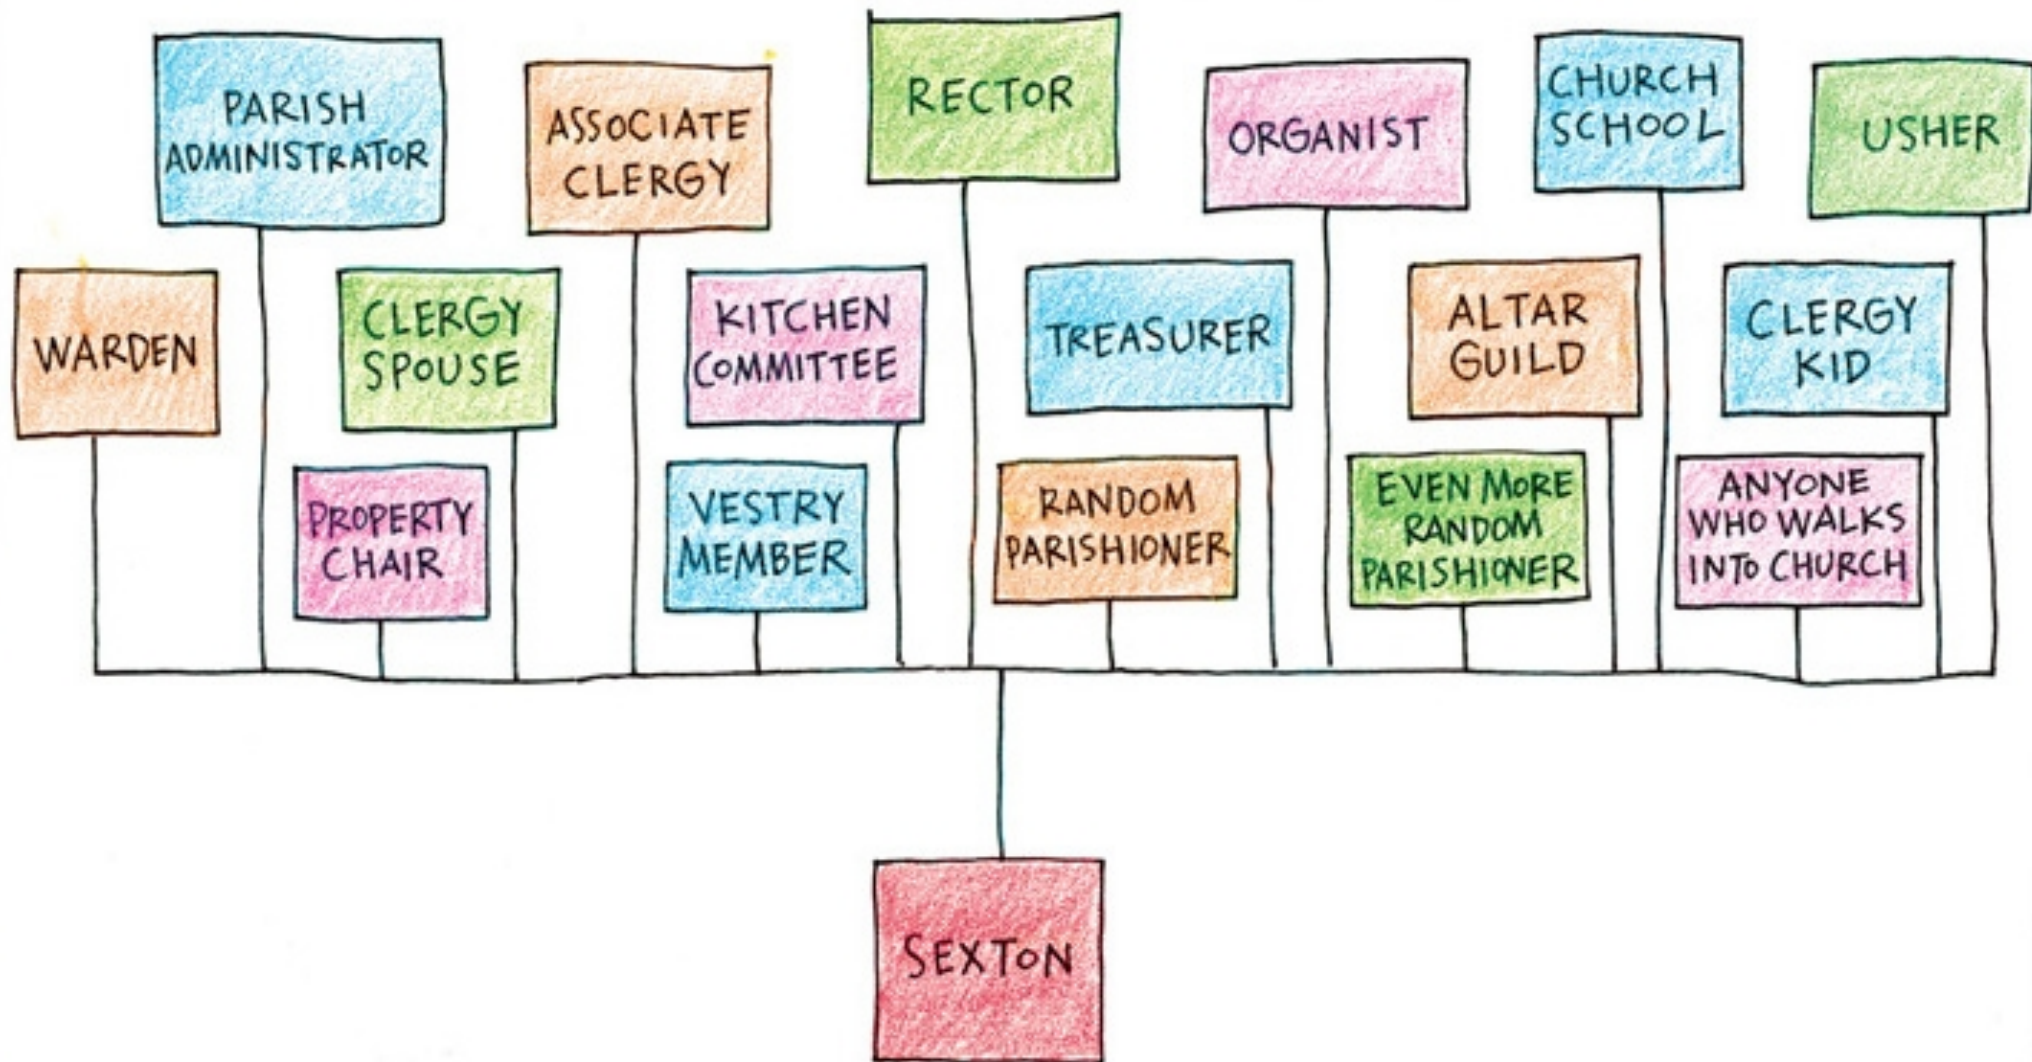 PARISH
ADMINISTRATOR
ASSOCIATE
CLERGY
RECTOR
ORGANIST
CHURCH
SCHOOL
USHER
WARDEN
CLERGY
SPOUSE
KITCHEN
COMMITTEE
TREASURER
ALTAR
GUILD
CLERGY
KID
PROPERTY
CHAIR
VESTRY
MEMBER
RANDOM
PARISHIONER
EVEN MORE
RANDOM
PARISHIONER
ANYONE
WHO WALKS
INTO CHURCH
SEXTON